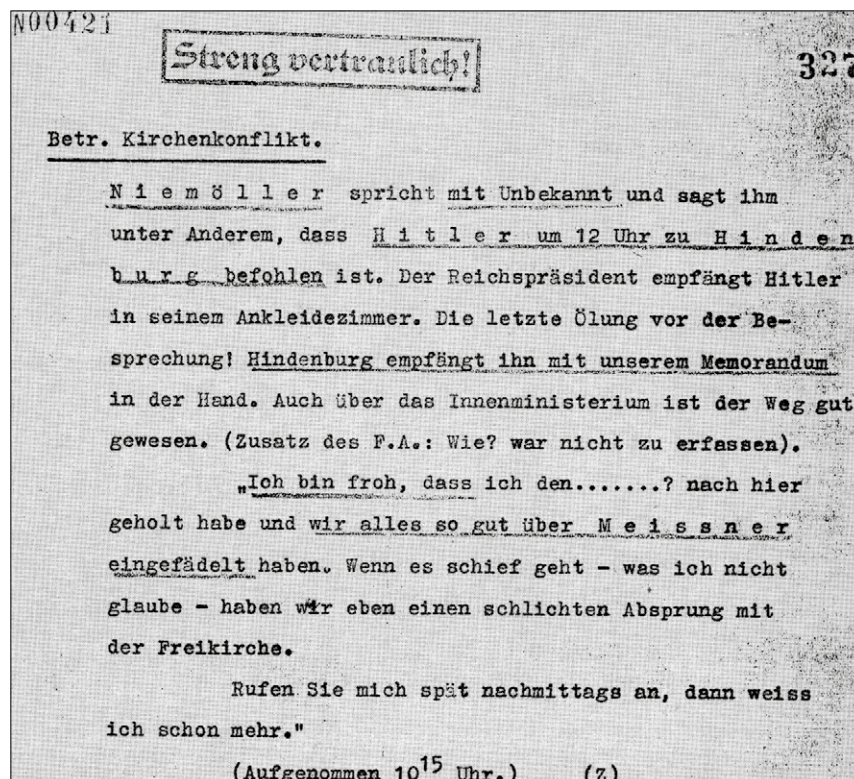 N00421
Streng vertraulich!
327
Betr. Kirchenkonflikt.
N i e m ö l l e r spricht mit Unbekannt und sagt ihm
unter Anderem, dass H i t l e r um 12 Uhr zu H i n d e n
b u r g befohlen ist. Der Reichspräsident empfängt Hitler
in seinem Ankleidezimmer. Die letzte Ölung vor der Be-
sprechung! Hindenburg empfängt ihn mit unserem Memorandum
in der Hand. Auch über das Innenministerium ist der Weg gut
gewesen. (Zusatz des F.A.: Wie? war nicht zu erfassen).
„Ich bin froh, dass ich den.......? nach hier
geholt habe und wir alles so gut über M e i s s n e r
eingefädelt haben. Wenn es schief geht - was ich nicht
glaube - haben wir eben einen schlichten Absprung mit
der Freikirche.
Rufen Sie mich spät nachmittags an, dann weiss
ich schon mehr."
(Aufgenommen 10¹⁵ Uhr.) (Z)